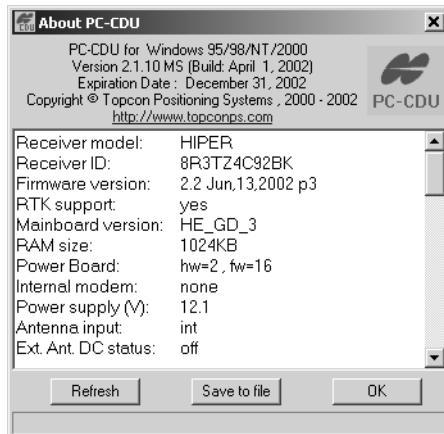 About PC-CDU
PC-CDU for Windows 95/98/NT/2000
Version 2.1.10 MS (Build: April 1, 2002)
Expiration Date : December 31, 2002
Copyright © Topcon Positioning Systems , 2000 - 2002
http://www.topconps.com
PC-CDU
Receiver model: HIPER
Receiver ID: 8R3TZ4C92BK
Firmware version: 2.2 Jun,13,2002 p3
RTK support: yes
Mainboard version: HE_GD_3
RAM size: 1024KB
Power Board: hw=2 , fw=16
Internal modem: none
Power supply (V): 12.1
Antenna input: int
Ext. Ant. DC status: off
Refresh Save to file OK